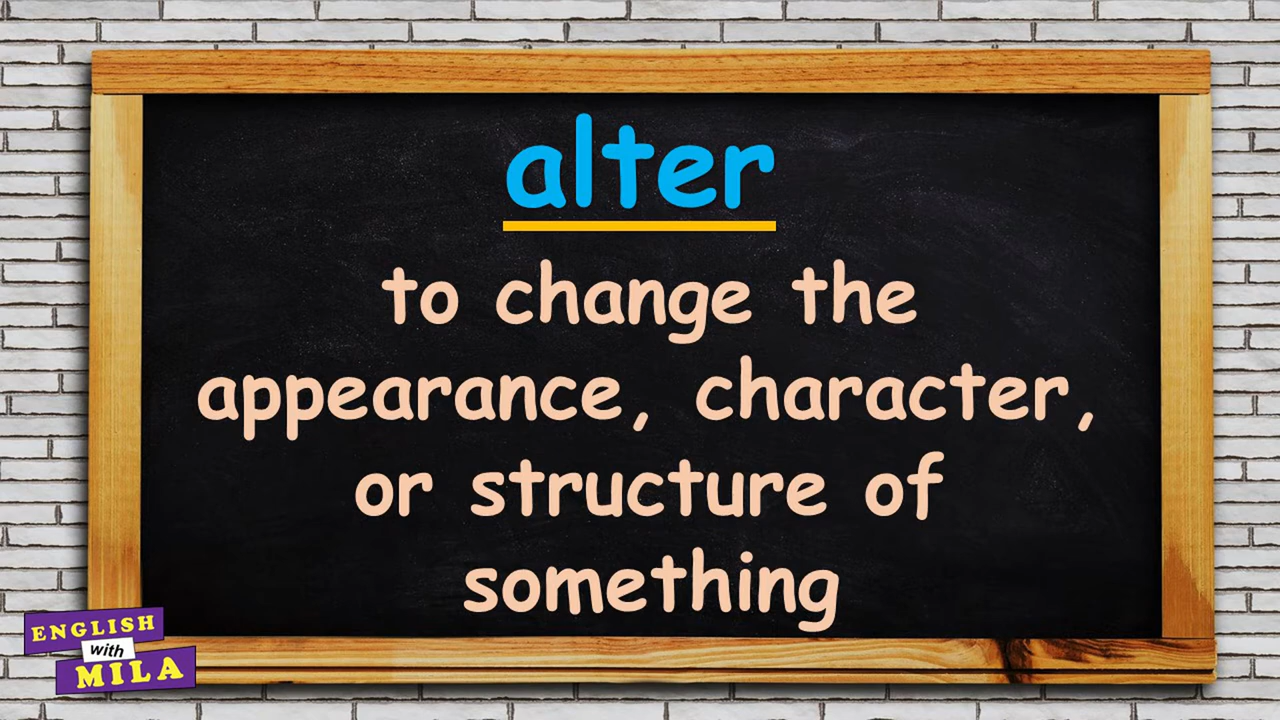 alter
to change the
appearance, character,
or structure of
something
ENGLISH
with
MILA